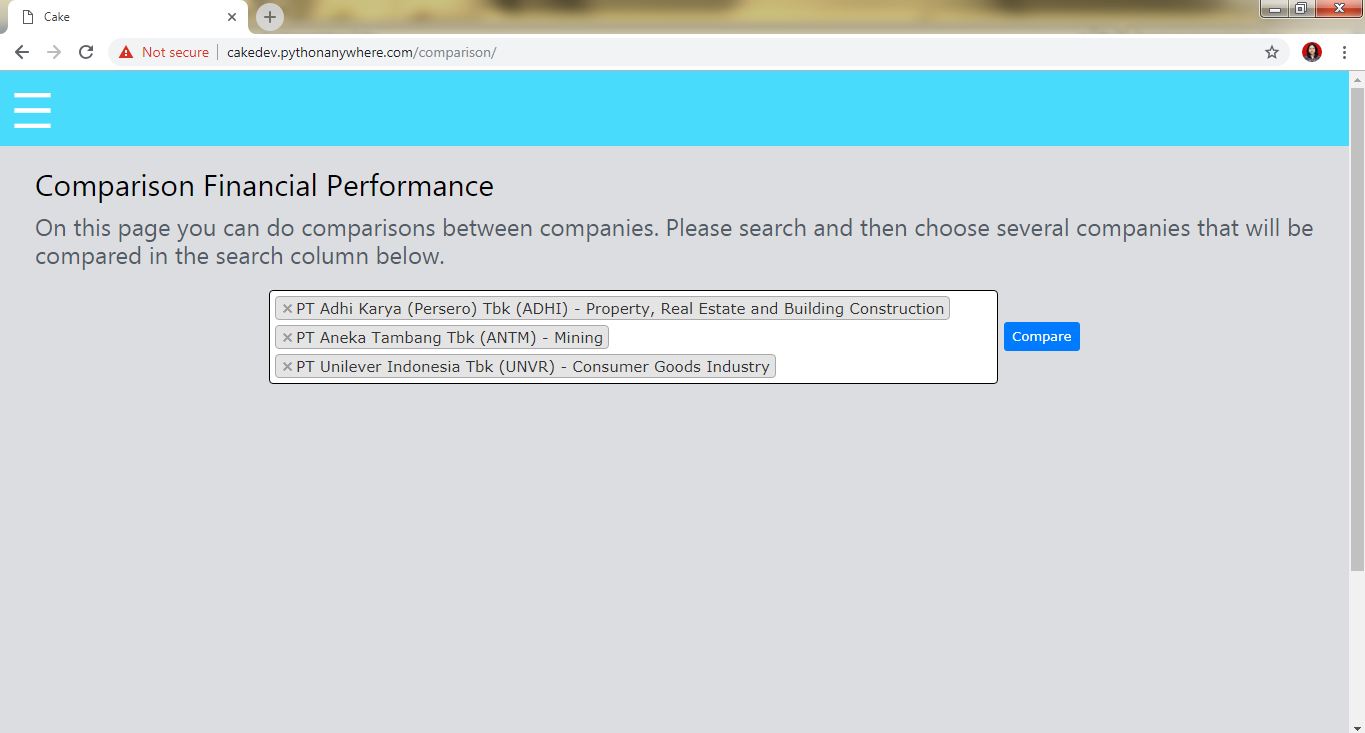 Cake
Not secure cakedev.pythonanywhere.com/comparison/
Comparison Financial Performance
On this page you can do comparisons between companies. Please search and then choose several companies that will be
compared in the search column below.
×PT Adhi Karya (Persero) Tbk (ADHI) - Property, Real Estate and Building Construction
×PT Aneka Tambang Tbk (ANTM) - Mining
Compare
×PT Unilever Indonesia Tbk (UNVR) - Consumer Goods Industry